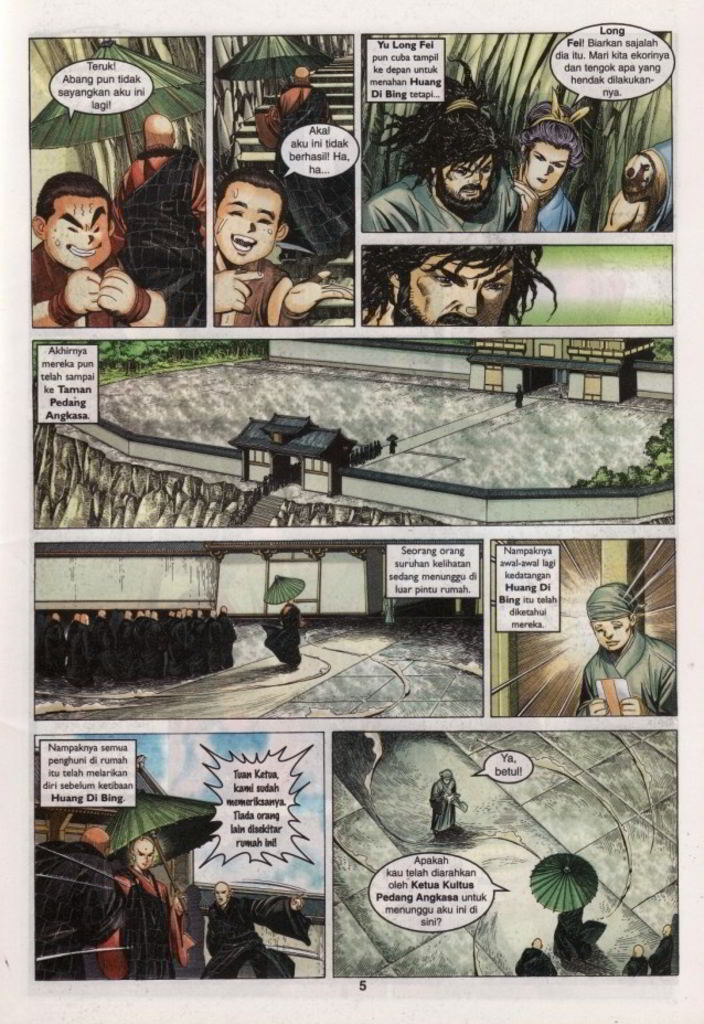 Teruk!
Abang pun tidak
sayangkan aku ini
lagi!
Aka!
aku ini tidak
berhasil! Ha,
ha...
Yu Long Fei
pun cuba tampil
ke depan untuk
menahan Huang
Di Bing tetapi...
Long
Fei! Biarkan sajalah
dia itu. Mari kita ekorinya
dan tengok apa yang
hendak dilakukan-
nya.
Akhirnya
mereka pun
telah sampai
ke Taman
Pedang
Angkasa.
Seorang orang
suruhan kelihatan
sedang menunggu di
luar pintu rumah.
Nampaknya
awal-awal lagi
kedatangan
Huang Di
Bing itu telah
diketahui
mereka.
Nampaknya semua
penghuni di rumah
itu telah melarikan
diri sebelum ketibaan
Huang Di Bing.
Tuan Ketua,
kami sudah
memeriksanya.
Tiada orang
lain disekitar
rumah ini!
Ya,
betul!
Apakah
kau telah diarahkan
oleh Ketua Kultus
Pedang Angkasa untuk
menunggu aku ini di
sini?
5